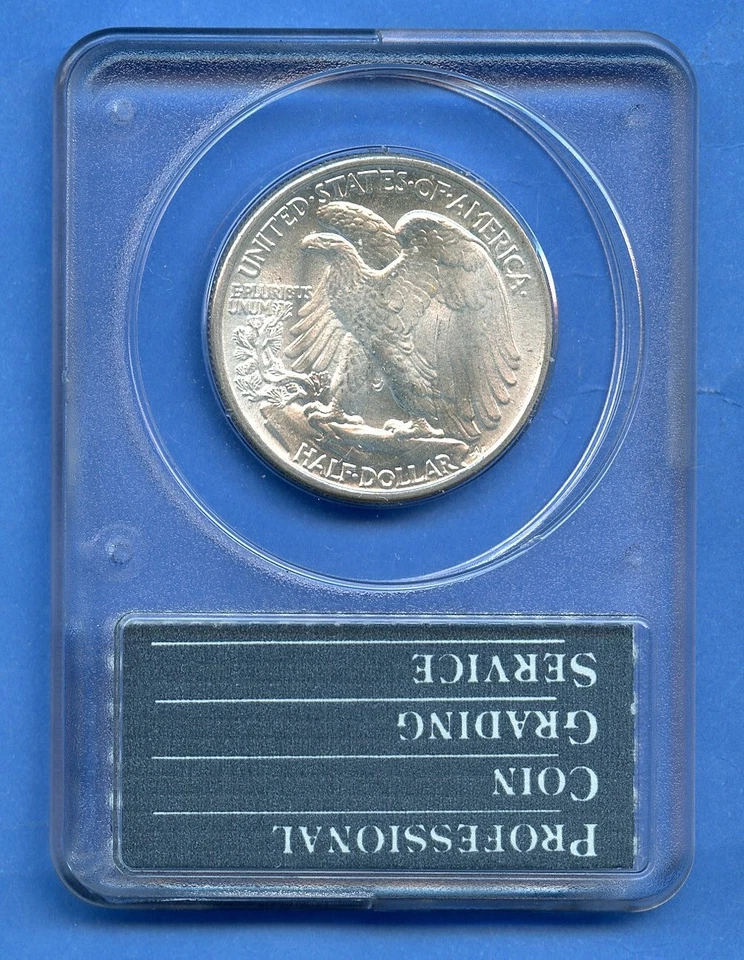 UNITED·STATES·OF·AMERICA·
E·PLURIBUS
UNUM
HALF·DOLLAR
PROFESSIONAL
COIN
GRADING
SERVICE